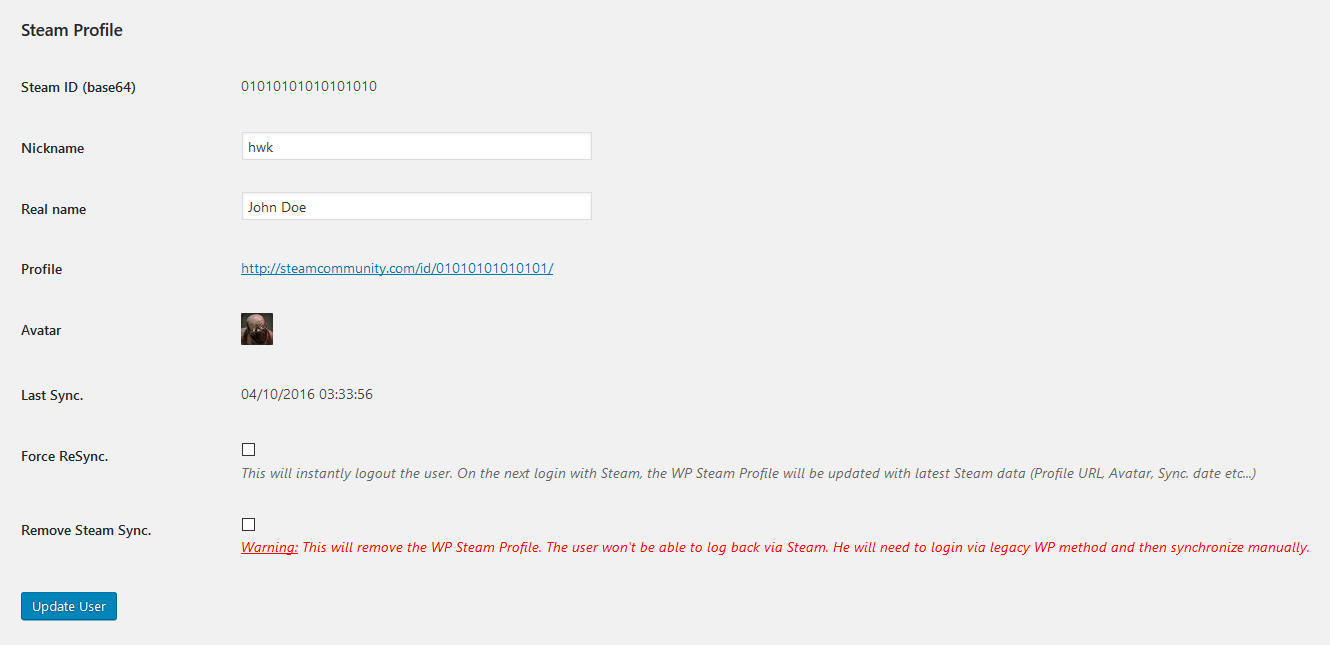 Steam Profile
Steam ID (base64) 01010101010101010
Nickname hwk
Real name John Doe
Profile http://steamcommunity.com/id/01010101010101/
Avatar
Last Sync. 04/10/2016 03:33:56
Force ReSync.
This will instantly logout the user. On the next login with Steam, the WP Steam Profile will be updated with latest Steam data (Profile URL, Avatar, Sync. date etc...)
Remove Steam Sync.
Warning: This will remove the WP Steam Profile. The user won't be able to log back via Steam. He will need to login via legacy WP method and then synchronize manually.
Update User